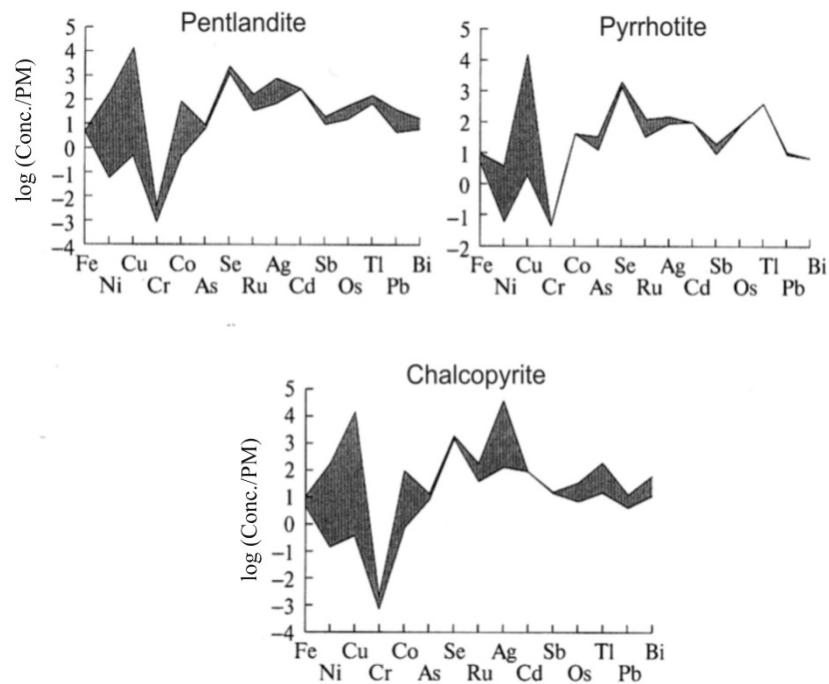 Pentlandite
log (Conc./PM)
5
4
3
2
1
0
−1
−2
−3
−4
Fe Cu Co Se Ag Sb Tl Bi
Ni Cr As Ru Cd Os Pb
Pyrrhotite
5
4
3
2
1
0
−1
−2
Fe Cu Co Se Ag Sb Tl Bi
Ni Cr As Ru Cd Os Pb
Chalcopyrite
log (Conc./PM)
5
4
3
2
1
0
−1
−2
−3
−4
Fe Cu Co Se Ag Sb Tl Bi
Ni Cr As Ru Cd Os Pb